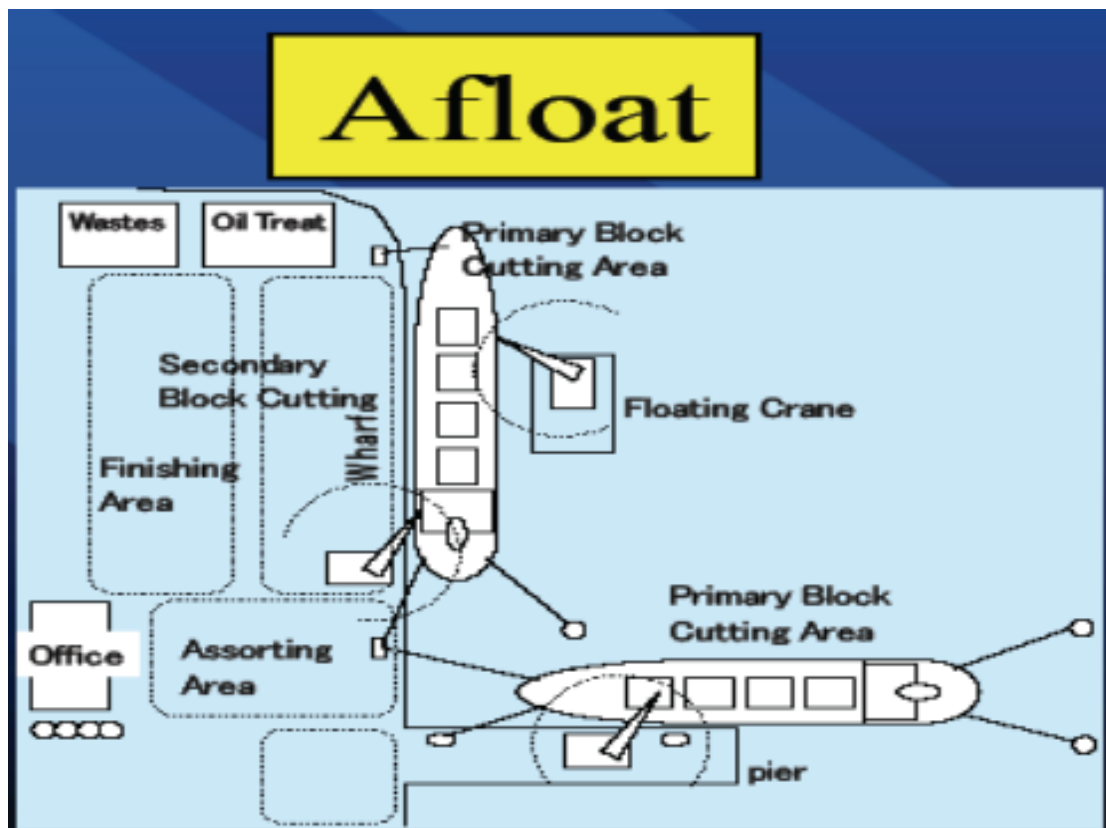 Afloat
Wastes
Oil Treat
Primary Block
Cutting Area
Secondary
Block Cutting
Wharf
Floating Crane
Finishing
Area
Primary Block
Cutting Area
Office
Assorting
Area
pier